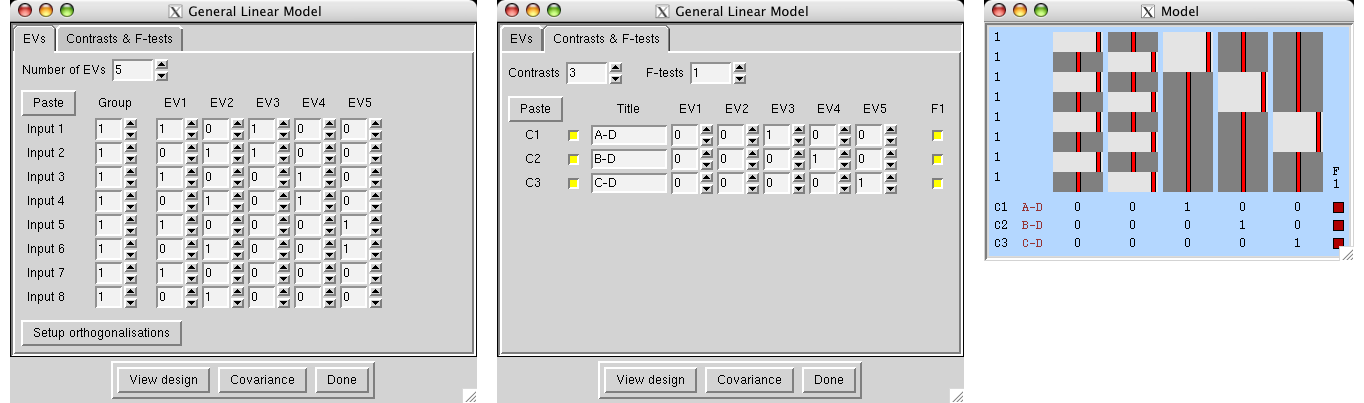 General Linear Model
EVs Contrasts & F-tests
Number of EVs 5
Paste Group EV1 EV2 EV3 EV4 EV5
Input 1 1 1 0 1 0 0
Input 2 1 0 1 1 0 0
Input 3 1 1 0 0 1 0
Input 4 1 0 1 0 1 0
Input 5 1 1 0 0 0 1
Input 6 1 0 1 0 0 1
Input 7 1 1 0 0 0 0
Input 8 1 0 1 0 0 0
Setup orthogonalisations
View design Covariance Done
General Linear Model
EVs Contrasts & F-tests
Contrasts 3 F-tests 1
Paste Title EV1 EV2 EV3 EV4 EV5 F1
C1 A-D 0 0 1 0 0
C2 B-D 0 0 0 1 0
C3 C-D 0 0 0 0 1
View design Covariance Done
Model
1
1
1
1
1
1
1
1
F
1
C1 A-D 0 0 1 0 0
C2 B-D 0 0 0 1 0
C3 C-D 0 0 0 0 1